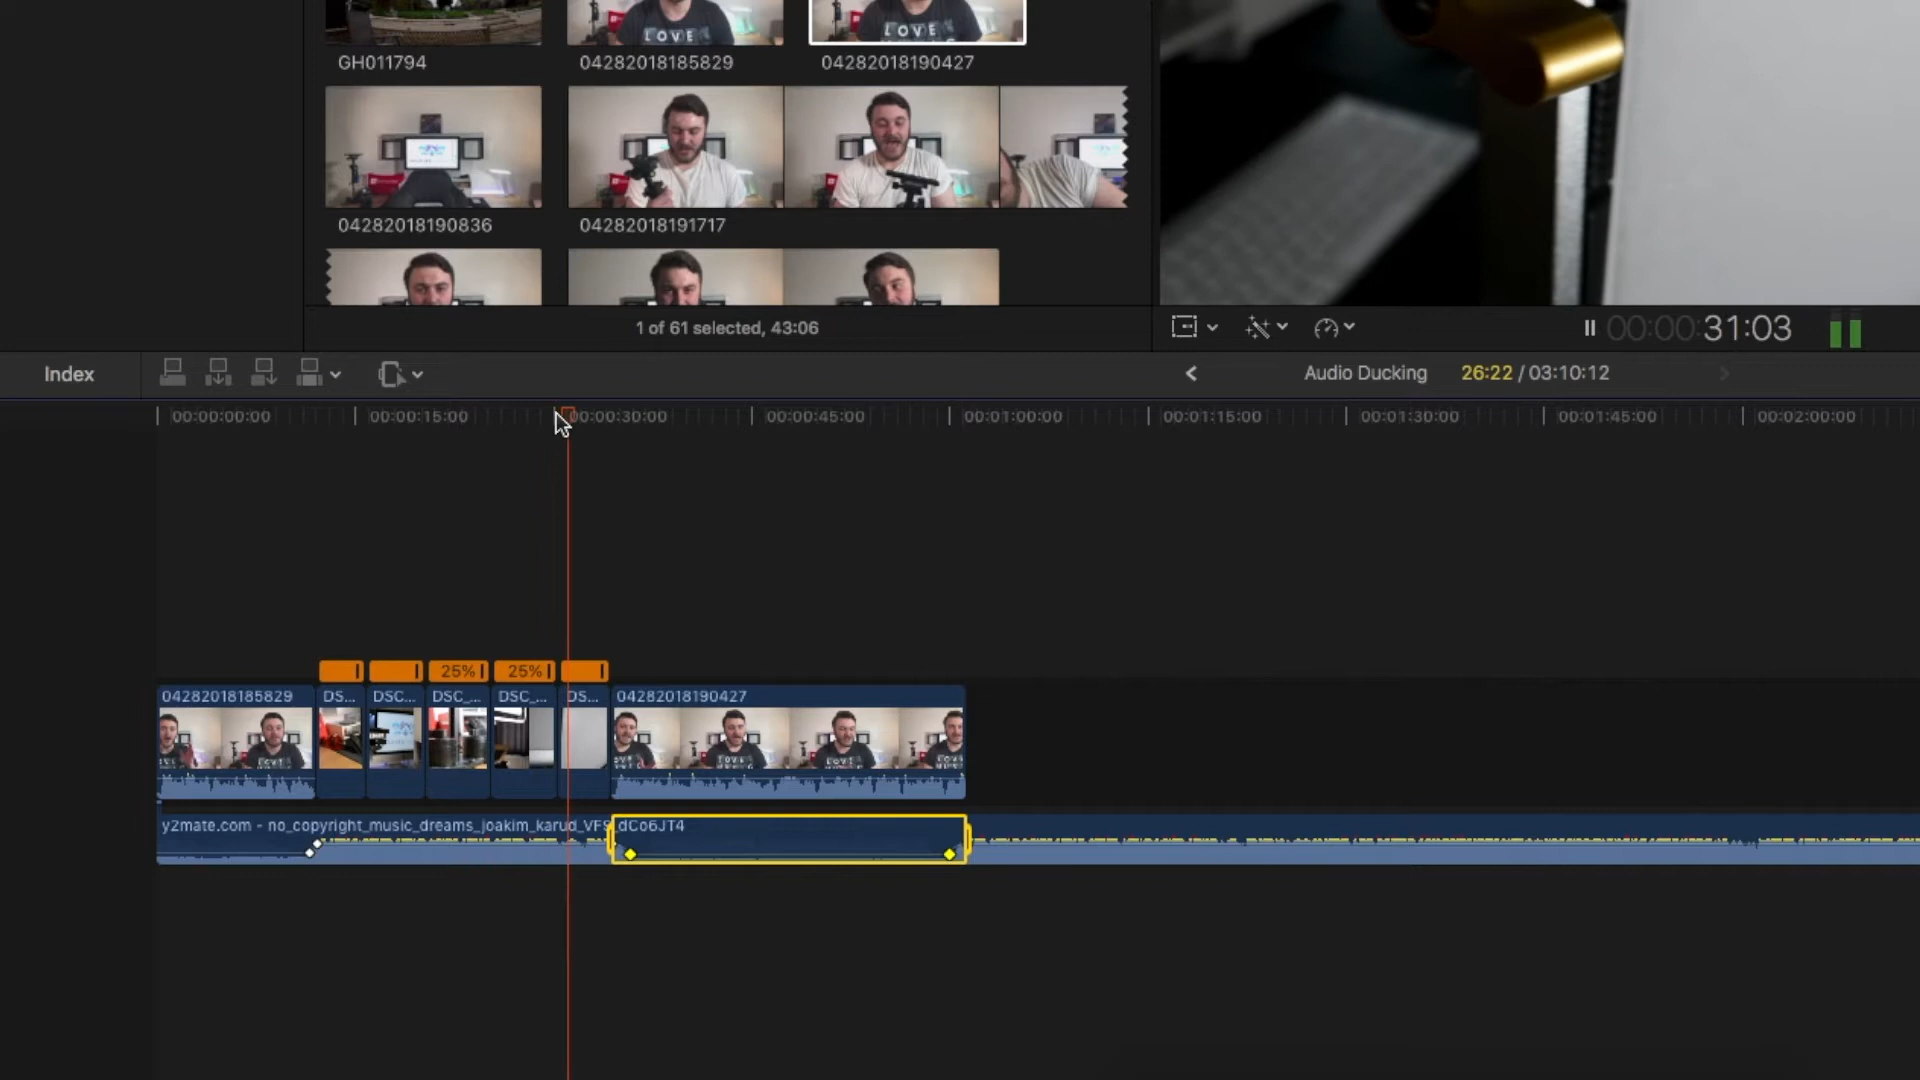 LOVE
LOVE
GH011794
04282018185829
04282018190427
04282018190836
04282018191717
1 of 61 selected, 43:06
00:00:31:03
Index
Audio Ducking
26:22 / 03:10:12
00:00:00:00
00:00:15:00
00:00:30:00
00:00:45:00
00:01:00:00
00:01:15:00
00:01:30:00
00:01:45:00
00:02:00:00
25%
25%
04282018185829
DS...
DSC...
DSC_...
DSC_...
DS...
04282018190427
y2mate.com - no_copyright_music_dreams_joakim_karud_VF9_dCo6JT4